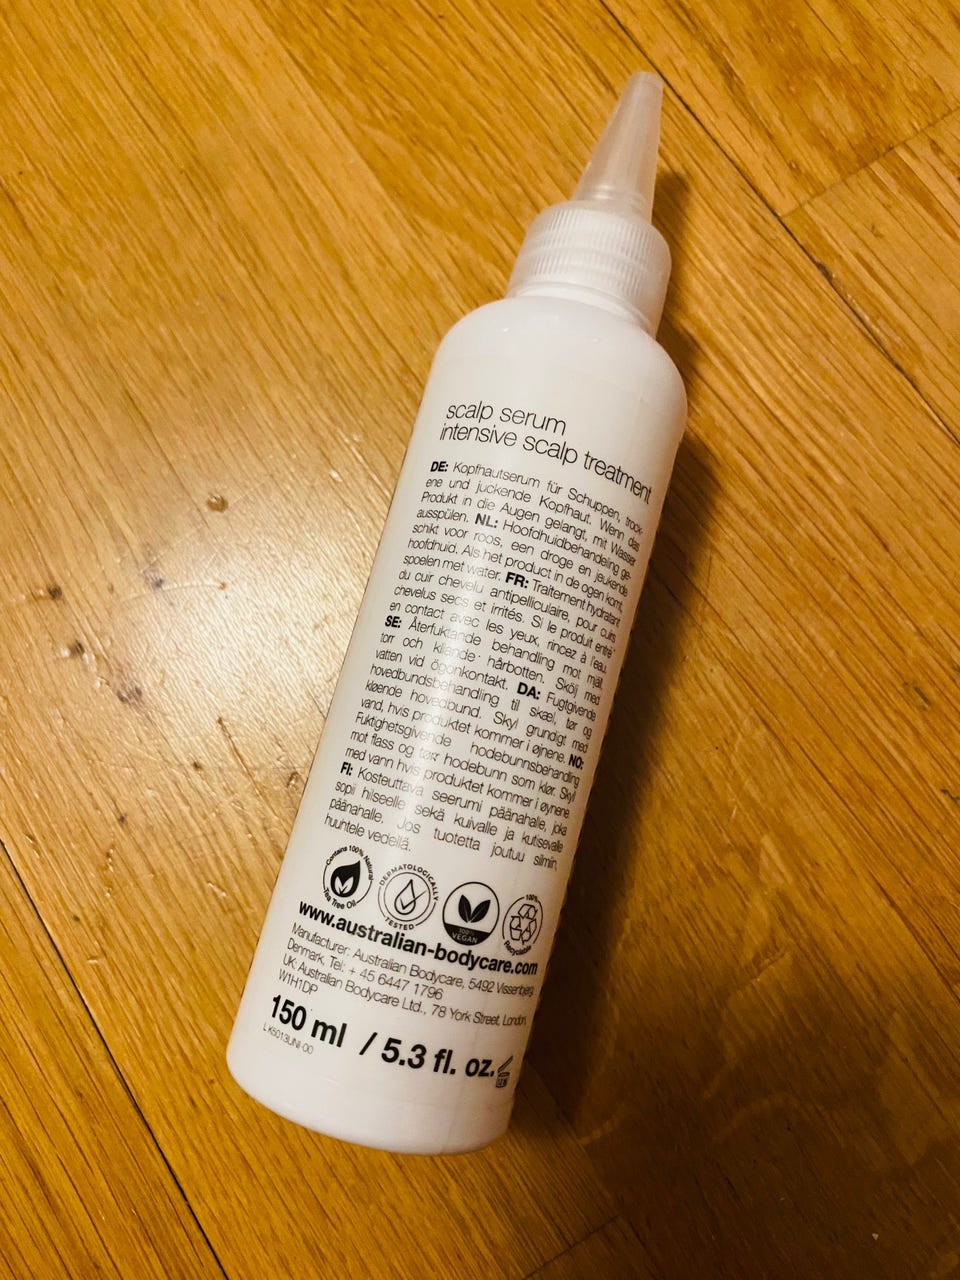 scalp serum
intensive scalp treatment
DE: Kopfhautserum für Schuppen, trock-
ene und juckende Kopfhaut. Wenn das
Produkt in die Augen gelangt, mit Wasser
ausspülen. NL: Hoofdhuidbehandeling ge-
schikt voor roos, een droge en jeukende
hoofdhuid. Als het product in de ogen komt,
spoelen met water. FR: Traitement hydratant
du cuir chevelu antipelliculaire, pour cuirs
chevelus secs et irrités. Si le produit entre
en contact avec les yeux, rincez à l'eau.
SE: Återfuktande behandling mot mjäll,
torr och kliande hårbotten. Skölj med
vatten vid ögonkontakt. DA: Fugtgivende
hovedbundsbehandling til skæl, tør og
kløende hovedbund. Skyl grundigt med
vand, hvis produktet kommer i øjnene. NO:
Fuktighetsgivende hodebunnsbehandling
mot flass og tørr hodebunn som klør. Skyl
med vann hvis produktet kommer i øynene.
FI: Kosteuttava seerumi päänahalle, joka
sopii hilseelle sekä kuivalle ja kutisevalle
päänahalle. Jos tuotetta joutuu silmiin,
huuhtele vedellä.
Contains 100% Natural
Tea Tree Oil
DERMATOLOGICALLY
TESTED
100%
VEGAN
100%
Recyclable
www.australian-bodycare.com
Manufacturer: Australian Bodycare, 5492 Vissenbjerg,
Denmark, Tel: + 45 6447 1796
UK: Australian Bodycare Ltd., 78 York Street, London,
W1H1DP
150 ml / 5.3 fl. oz.
LK5013UNI-00